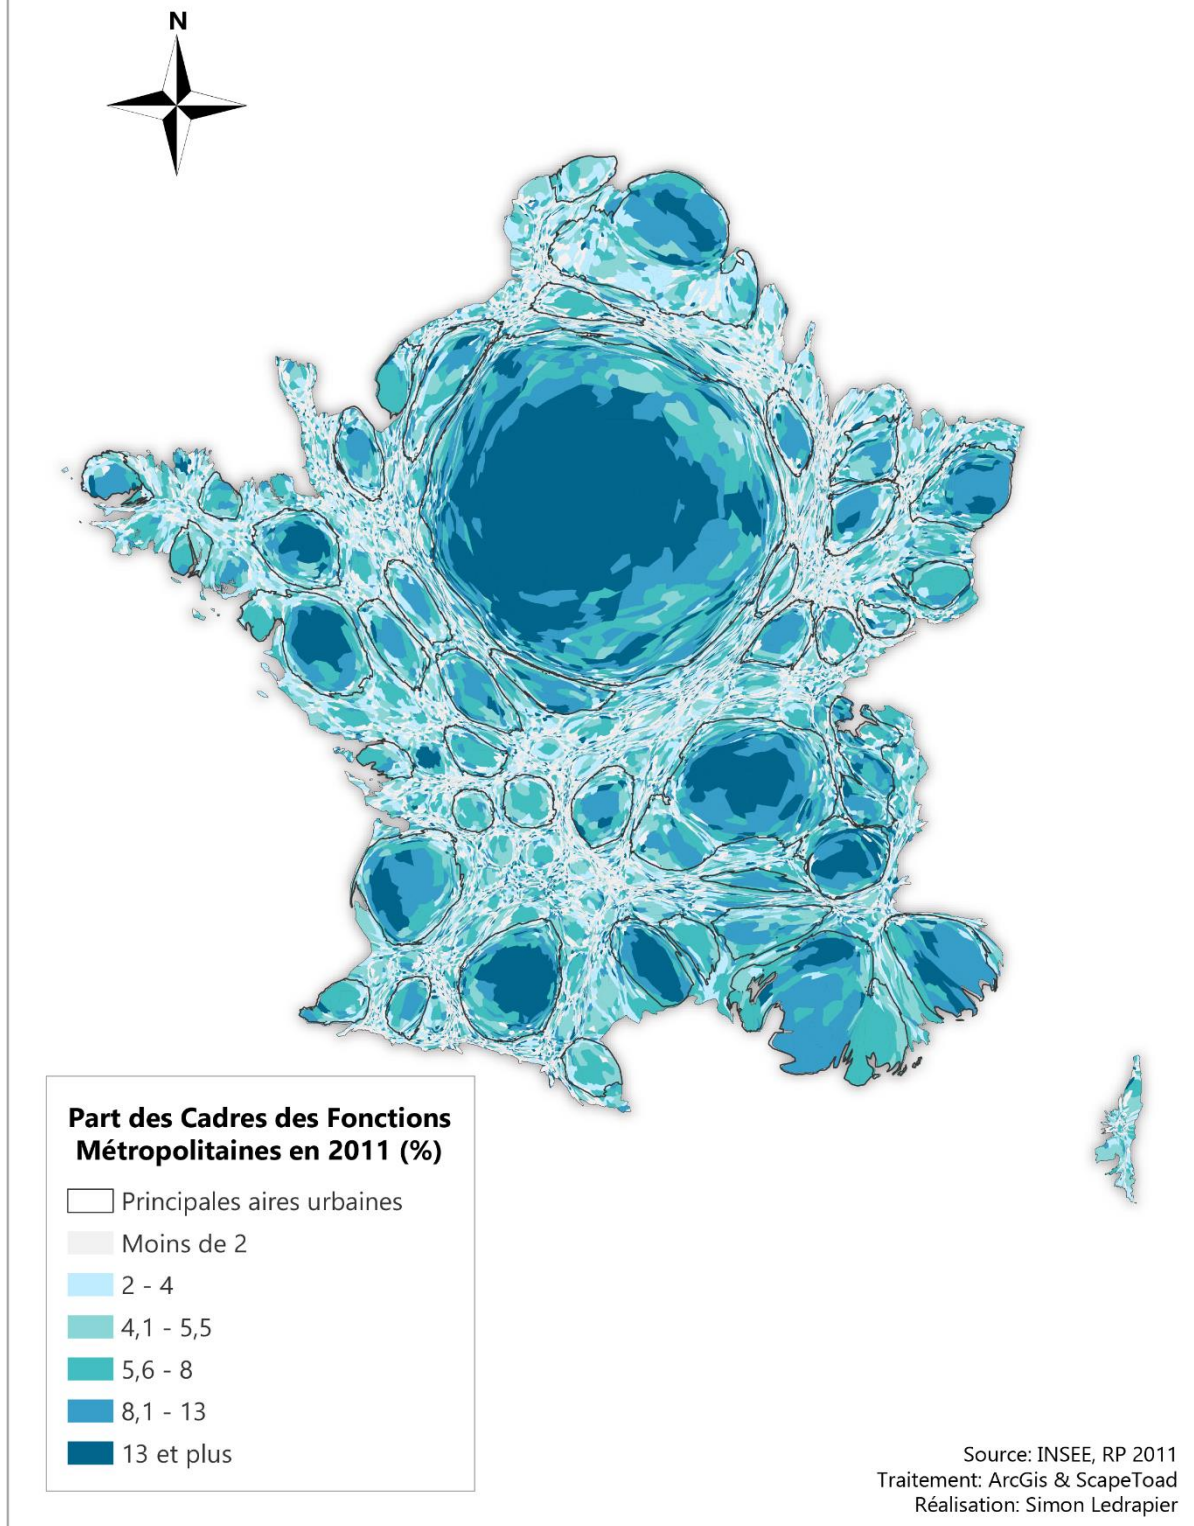 N
Part des Cadres des Fonctions
Métropolitaines en 2011 (%)
Principales aires urbaines
Moins de 2
2 - 4
4,1 - 5,5
5,6 - 8
8,1 - 13
13 et plus
Source: INSEE, RP 2011
Traitement: ArcGis & ScapeToad
Réalisation: Simon Ledrapier